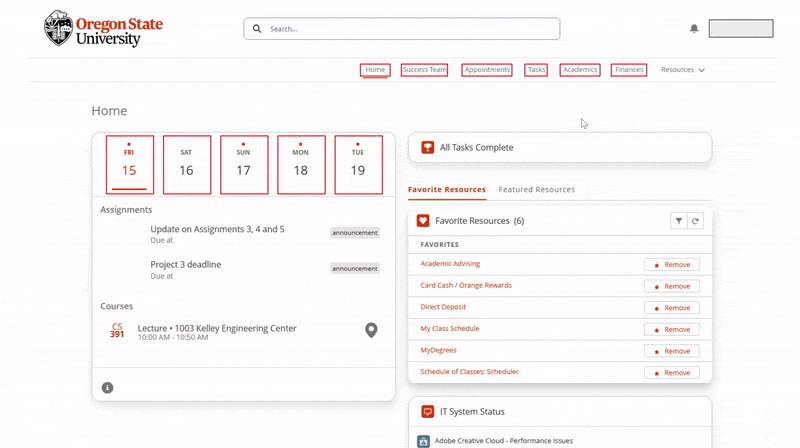 Oregon State
University
Search...
Home
Success Team
Appointments
Tasks
Academics
Finances
Resources
Home
FRI
15
SAT
16
SUN
17
MON
18
TUE
19
Assignments
Update on Assignments 3, 4 and 5
Due at
announcement
Project 3 deadline
Due at
announcement
Courses
CS
391
Lecture • 1003 Kelley Engineering Center
10:00 AM - 10:50 AM
All Tasks Complete
Favorite Resources
Featured Resources
Favorite Resources (6)
FAVORITES
Academic Advising
Remove
Card Cash / Orange Rewards
Remove
Direct Deposit
Remove
My Class Schedule
Remove
MyDegrees
Remove
Schedule of Classes: Scheduler
Remove
IT System Status
Adobe Creative Cloud - Performance Issues